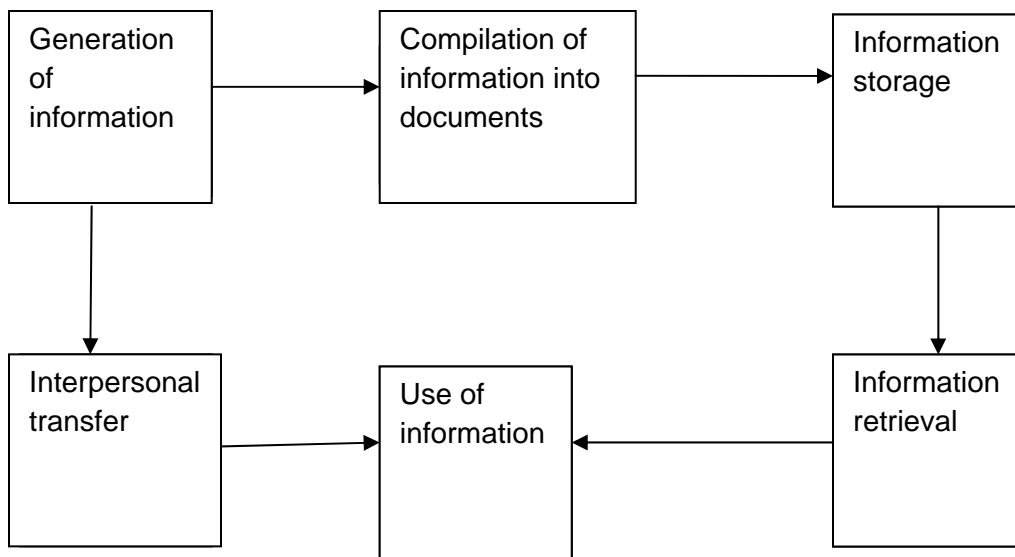 Generation
of
information
Compilation of
information into
documents
Information
storage
Interpersonal
transfer
Use of
information
Information
retrieval